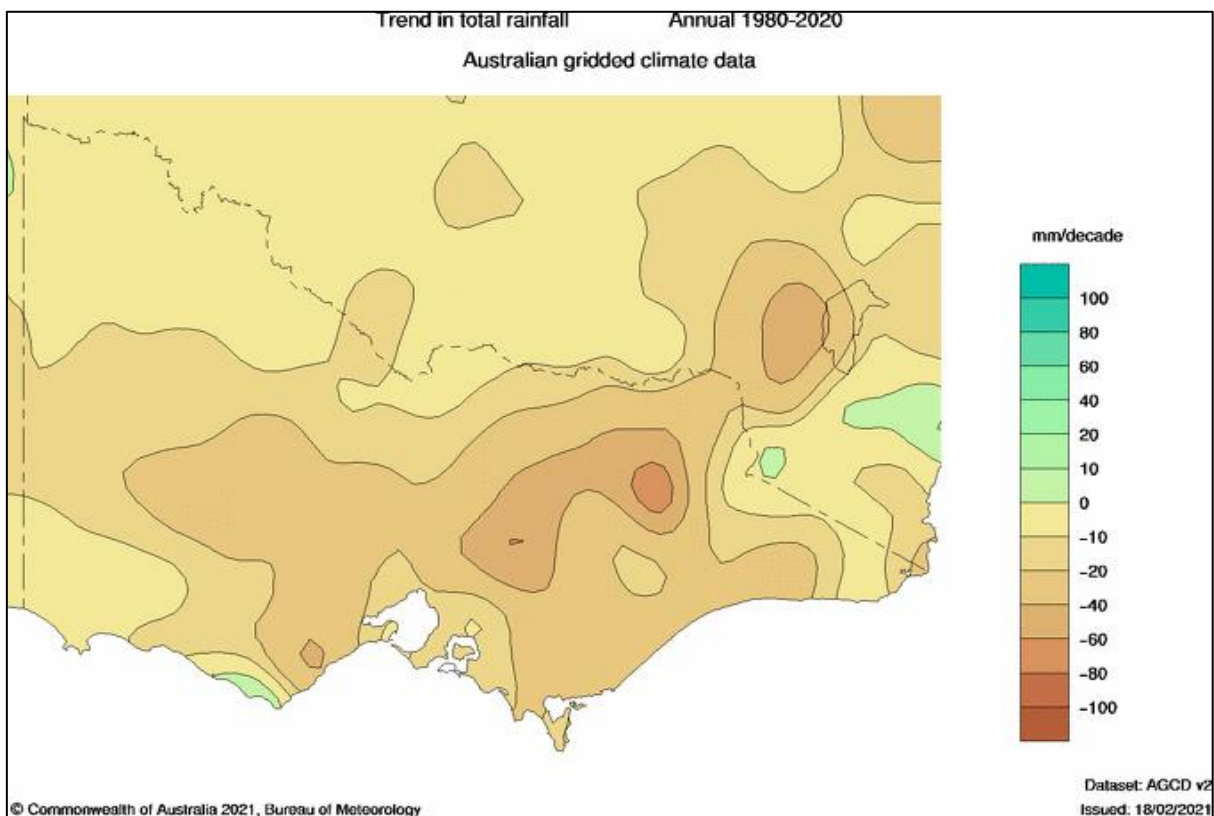 Trend in total rainfall Annual 1980-2020
Australian gridded climate data
mm/decade
100
80
60
40
20
10
0
-10
-20
-40
-60
-80
-100
Dataset: AGCD v2
© Commonwealth of Australia 2021, Bureau of Meteorology Issued: 18/02/2021